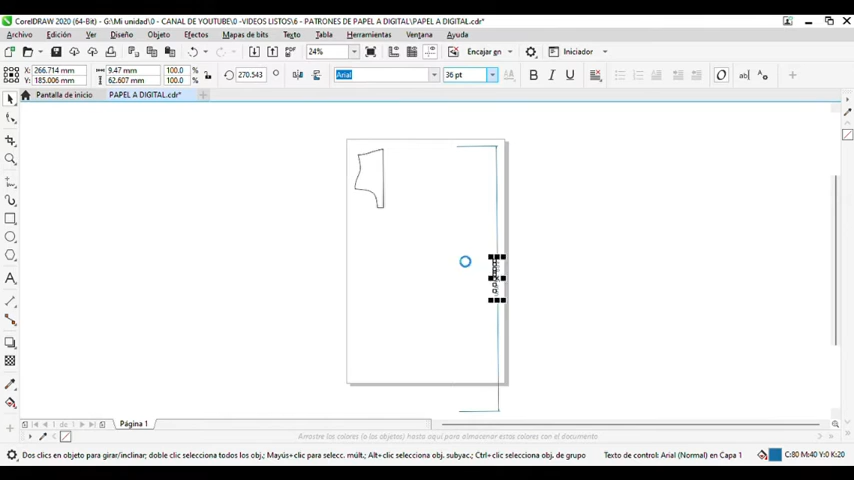 CorelDRAW 2020 (64-Bit) - G:\Mi unidad\0 - CANAL DE YOUTUBE\0 -VIDEOS LISTOS\6 - PATRONES DE PAPEL A DIGITAL\PAPEL A DIGITAL.cdr*
Archivo Edición Ver Diseño Objeto Efectos Mapas de bits Texto Tabla Herramientas Ventana Ayuda
PDF 24% Encajar en Iniciador
X: 266.714 mm 9.47 mm 100.0 % 270.543 ° Arial 36 pt B I U O ab|
Y: 185.006 mm 62.607 mm 100.0 %
Pantalla de inicio PAPEL A DIGITAL.cdr*
1 de 1 Página 1
Arrastre los colores (o los objetos) hasta aquí para almacenar estas colores con el documento
Dos clics en objeto para girar/inclinar; doble clic selecciona todos los obj.; Mayús+clic para selecc. múlt.; Alt+clic selecciona obj. subyac.; Ctrl+clic selecciona obj. de grupo Texto de control: Arial (Normal) en Capa 1 C:80 M:40 Y:0 K:20